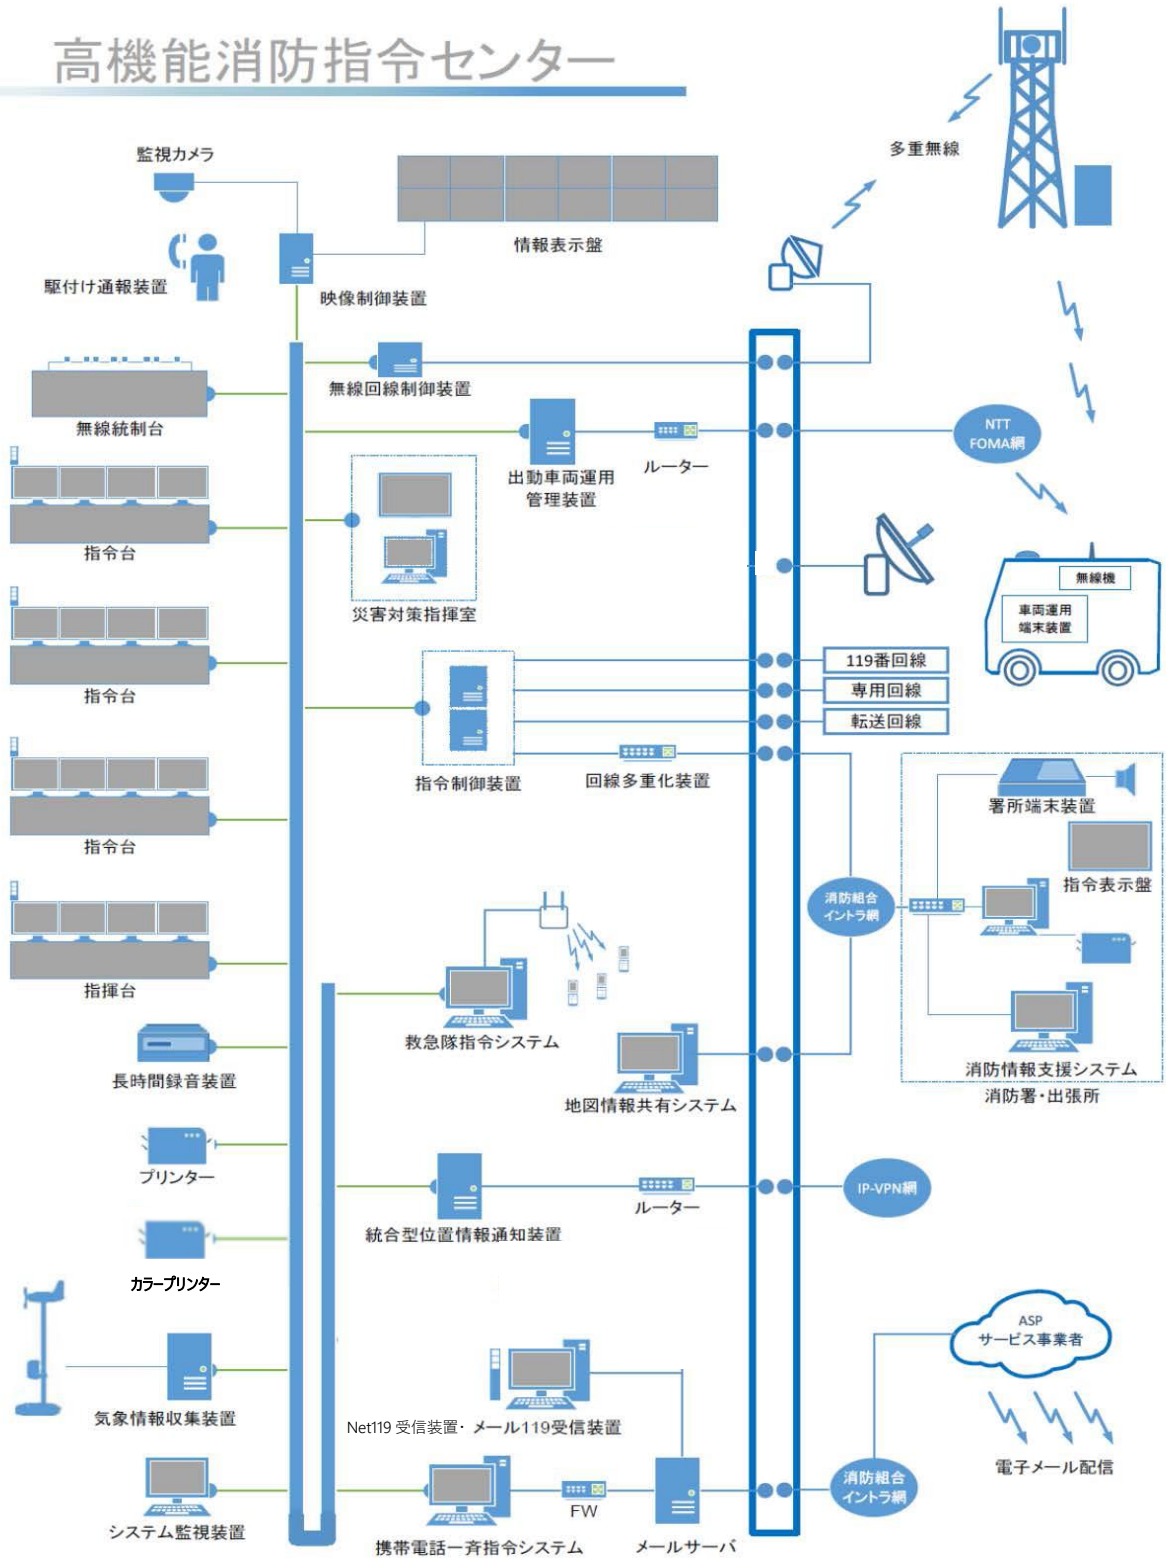 高機能消防指令センター
監視カメラ
多重無線
情報表示盤
駆付け通報装置
映像制御装置
無線回線制御装置
無線統制台
NTT
FOMA網
ルーター
出動車両運用
管理装置
指令台
無線機
車両運用
端末装置
災害対策指揮室
119番回線
指令台
専用回線
転送回線
指令制御装置
回線多重化装置
署所端末装置
指令台
指令表示盤
消防組合
イントラ網
指揮台
救急隊指令システム
長時間録音装置
消防情報支援システム
地図情報共有システム
消防署・出張所
プリンター
IP-VPN網
ルーター
統合型位置情報通知装置
カラープリンター
ASP
サービス事業者
気象情報収集装置
Net119 受信装置・ メール119受信装置
電子メール配信
消防組合
イントラ網
FW
システム監視装置
携帯電話一斉指令システム
メールサーバ